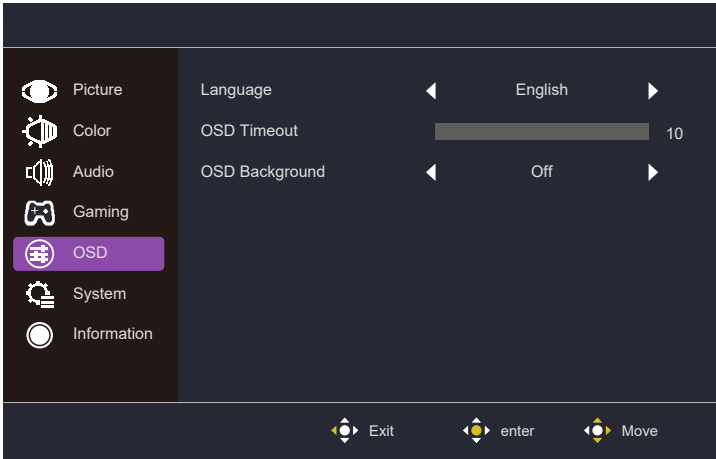 Picture
Color
Audio
Gaming
OSD
System
Information
Language English
OSD Timeout 10
OSD Background Off
Exit enter Move